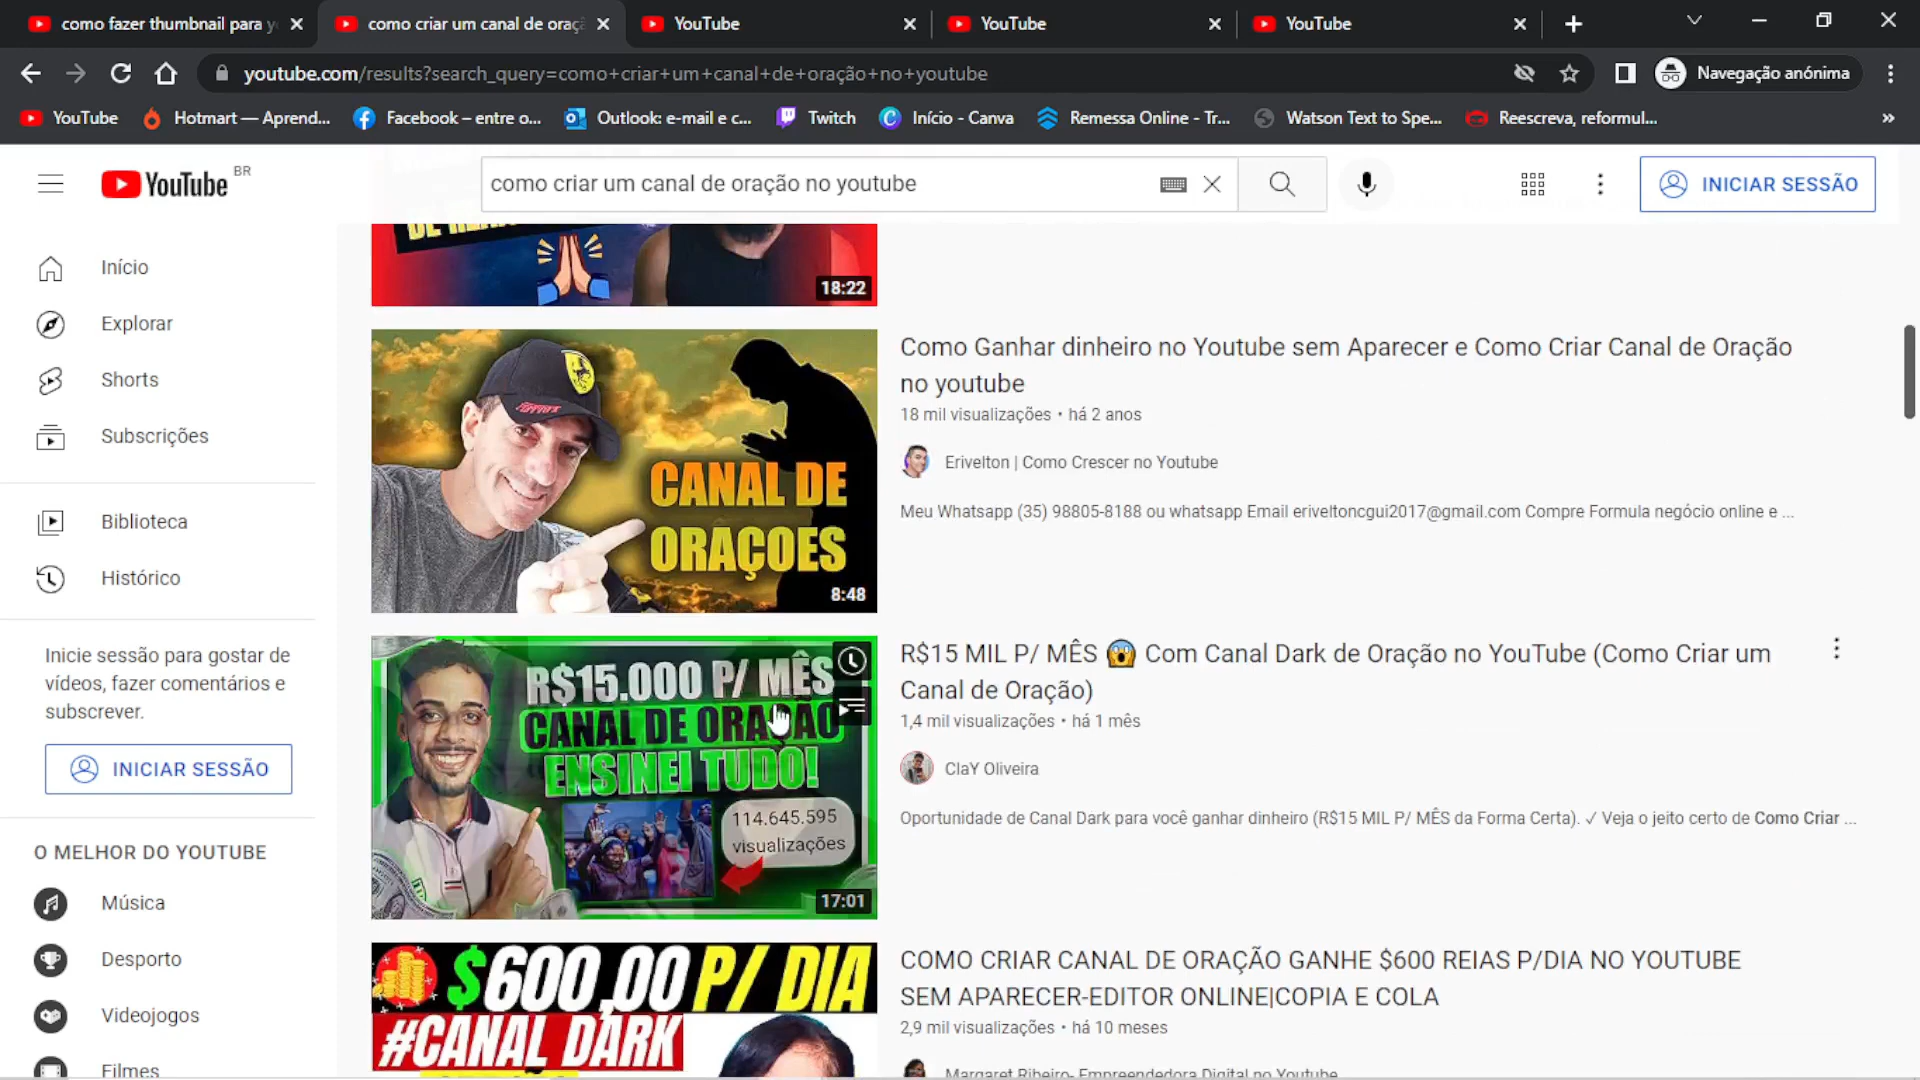 como fazer thumbnail para y
como criar um canal de oraçã
YouTube
YouTube
YouTube
youtube.com/results?search_query=como+criar+um+canal+de+oração+no+youtube
Navegação anónima
YouTube
Hotmart — Aprend...
Facebook – entre o...
Outlook: e-mail e c...
Twitch
Início - Canva
Remessa Online - Tr...
Watson Text to Spe...
Reescreva, reformul...
YouTube BR
como criar um canal de oração no youtube
INICIAR SESSÃO
Início
Explorar
Shorts
Subscrições
Biblioteca
Histórico
Inicie sessão para gostar de
vídeos, fazer comentários e
subscrever.
INICIAR SESSÃO
O MELHOR DO YOUTUBE
Música
Desporto
Videojogos
Filmes
18:22
CANAL DE
ORAÇOES
8:48
Como Ganhar dinheiro no Youtube sem Aparecer e Como Criar Canal de Oração
no youtube
18 mil visualizações • há 2 anos
Erivelton | Como Crescer no Youtube
Meu Whatsapp (35) 98805-8188 ou whatsapp Email eriveltoncgui2017@gmail.com Compre Formula negócio online e ...
R$15.000 P/ MÊS
CANAL DE ORAÇÃO
ENSINEI TUDO!
114.645.595
visualizações
17:01
R$15 MIL P/ MÊS 😱 Com Canal Dark de Oração no YouTube (Como Criar um
Canal de Oração)
1,4 mil visualizações • há 1 mês
ClaY Oliveira
Oportunidade de Canal Dark para você ganhar dinheiro (R$15 MIL P/ MÊS da Forma Certa). ✓ Veja o jeito certo de Como Criar ...
$600,00 P/ DIA
#CANAL DARK
COMO CRIAR CANAL DE ORAÇÃO GANHE $600 REIAS P/DIA NO YOUTUBE
SEM APARECER-EDITOR ONLINE|COPIA E COLA
2,9 mil visualizações • há 10 meses
Margaret Ribeiro- Empreendedora Digital no Youtube